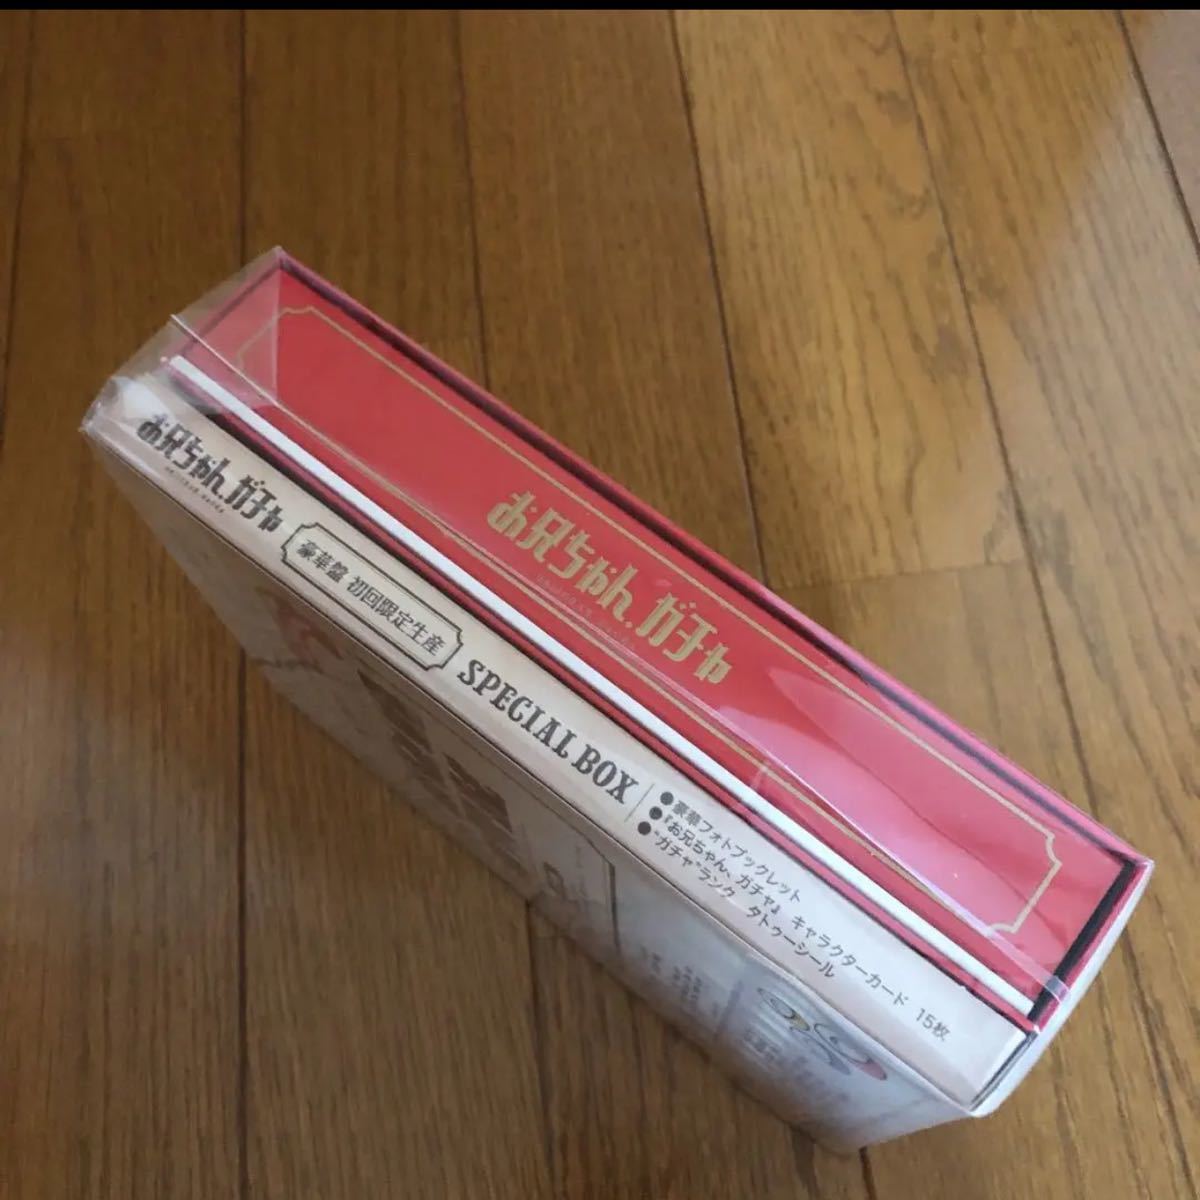 お兄ちゃん、ガチャ
お兄ちゃん、ガチャ
豪華盤 初回限定生産
SPECIAL BOX
●豪華フォトブックレット
●『お兄ちゃん、ガチャ』 キャラクターカード 15枚
●“ガチャ”ランク タトゥーシール